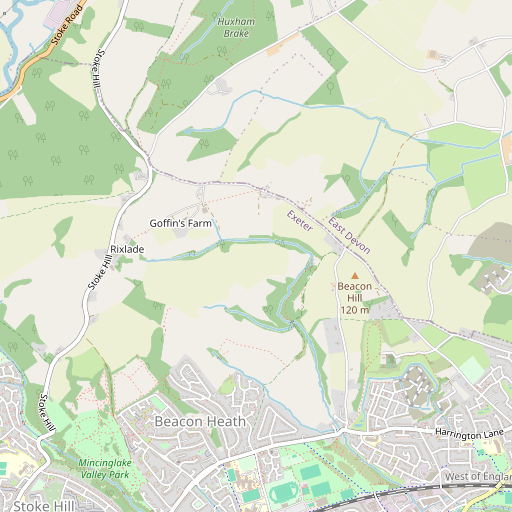 Huxham
Brake
Stoke Road
Stoke Hill
Exeter
East Devon
Goffin's Farm
Rixlade
Stoke Hill
Beacon
Hill
120 m
Stoke Hill
Beacon Heath
Harrington Lane
Mincinglake
Valley Park
West of Engla
Stoke Hill